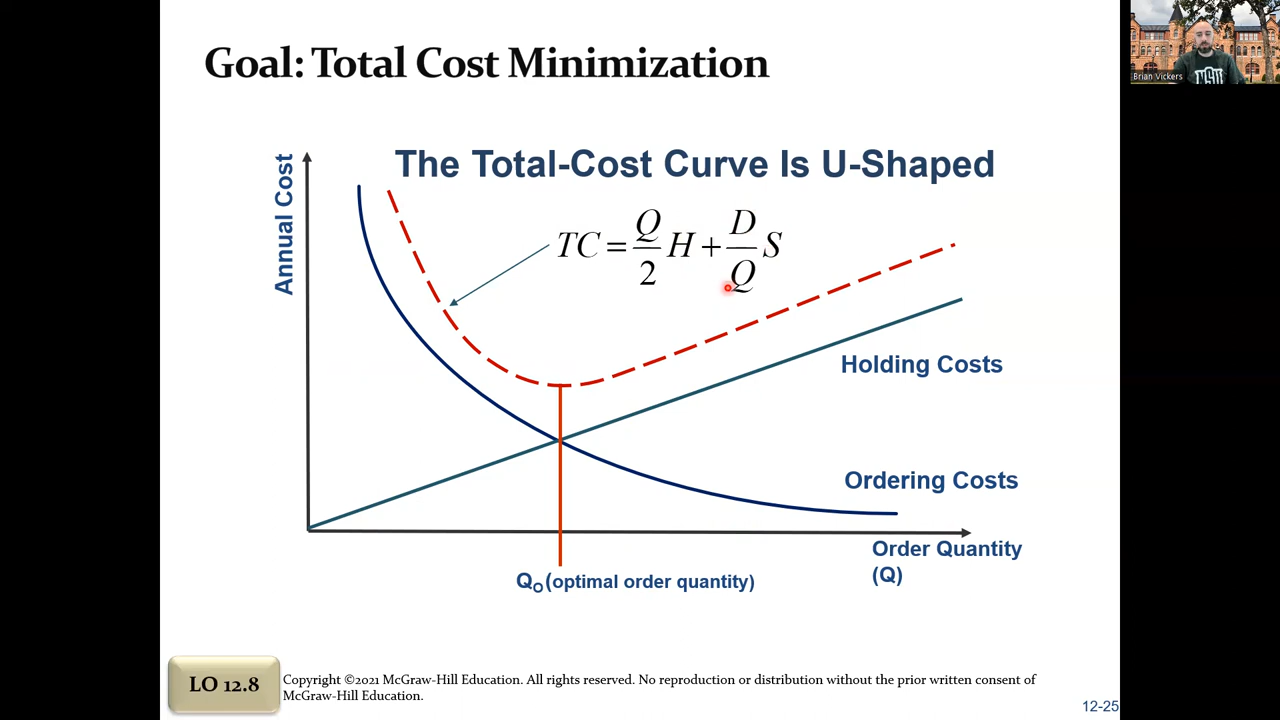 Goal: Total Cost Minimization
Brian Vickers
The Total-Cost Curve Is U-Shaped
Annual Cost
TC = Q/2 H + D/Q S
Holding Costs
Ordering Costs
Order Quantity
(Q)
QO (optimal order quantity)
LO 12.8
Copyright ©2021 McGraw-Hill Education. All rights reserved. No reproduction or distribution without the prior written consent of
McGraw-Hill Education.
12-25